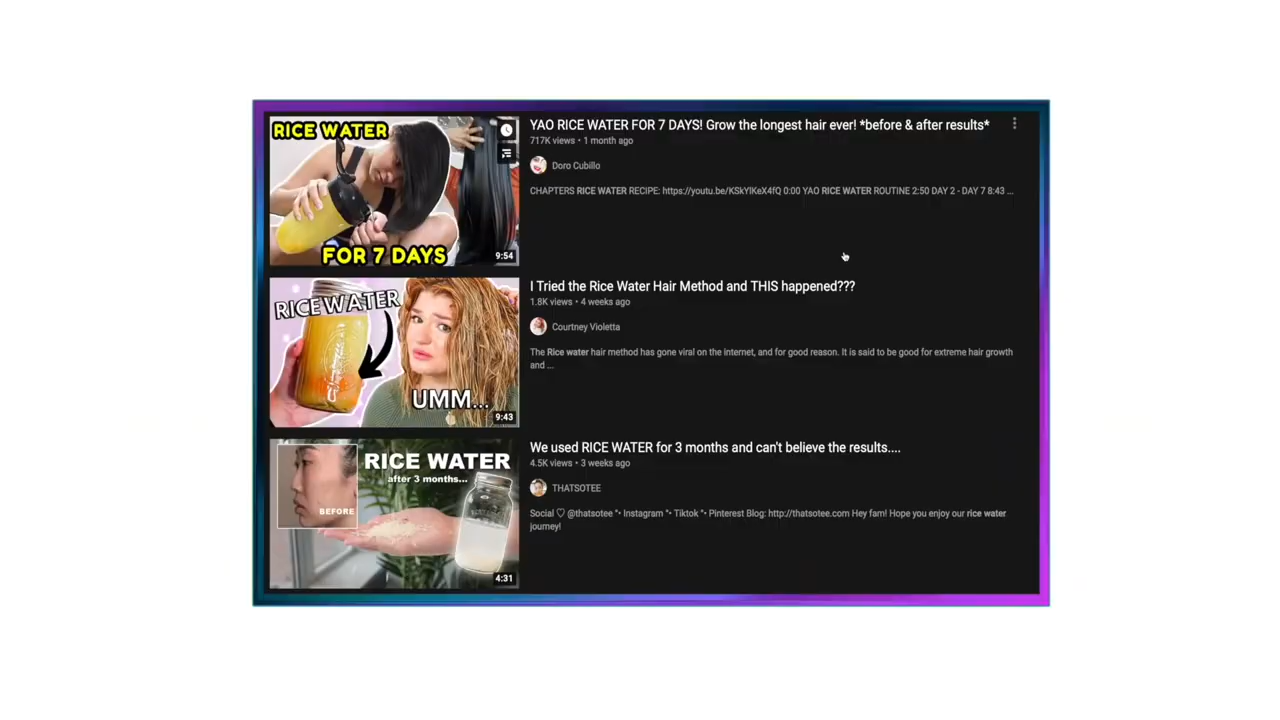 RICE WATER
FOR 7 DAYS
9:54
YAO RICE WATER FOR 7 DAYS! Grow the longest hair ever! *before & after results*
717K views • 1 month ago
Doro Cubillo
CHAPTERS RICE WATER RECIPE: https://youtu.be/KSkYlKeX4fQ 0:00 YAO RICE WATER ROUTINE 2:50 DAY 2 - DAY 7 8:43 ...
RICE WATER
UMM...
9:43
I Tried the Rice Water Hair Method and THIS happened???
1.8K views • 4 weeks ago
Courtney Violetta
The Rice water hair method has gone viral on the internet, and for good reason. It is said to be good for extreme hair growth
and ...
RICE WATER
after 3 months...
BEFORE
4:31
We used RICE WATER for 3 months and can't believe the results....
4.5K views • 3 weeks ago
THATSOTEE
Social ♡ @thatsotee "• Instagram "• Tiktok "• Pinterest Blog: http://thatsotee.com Hey fam! Hope you enjoy our rice water
journey!